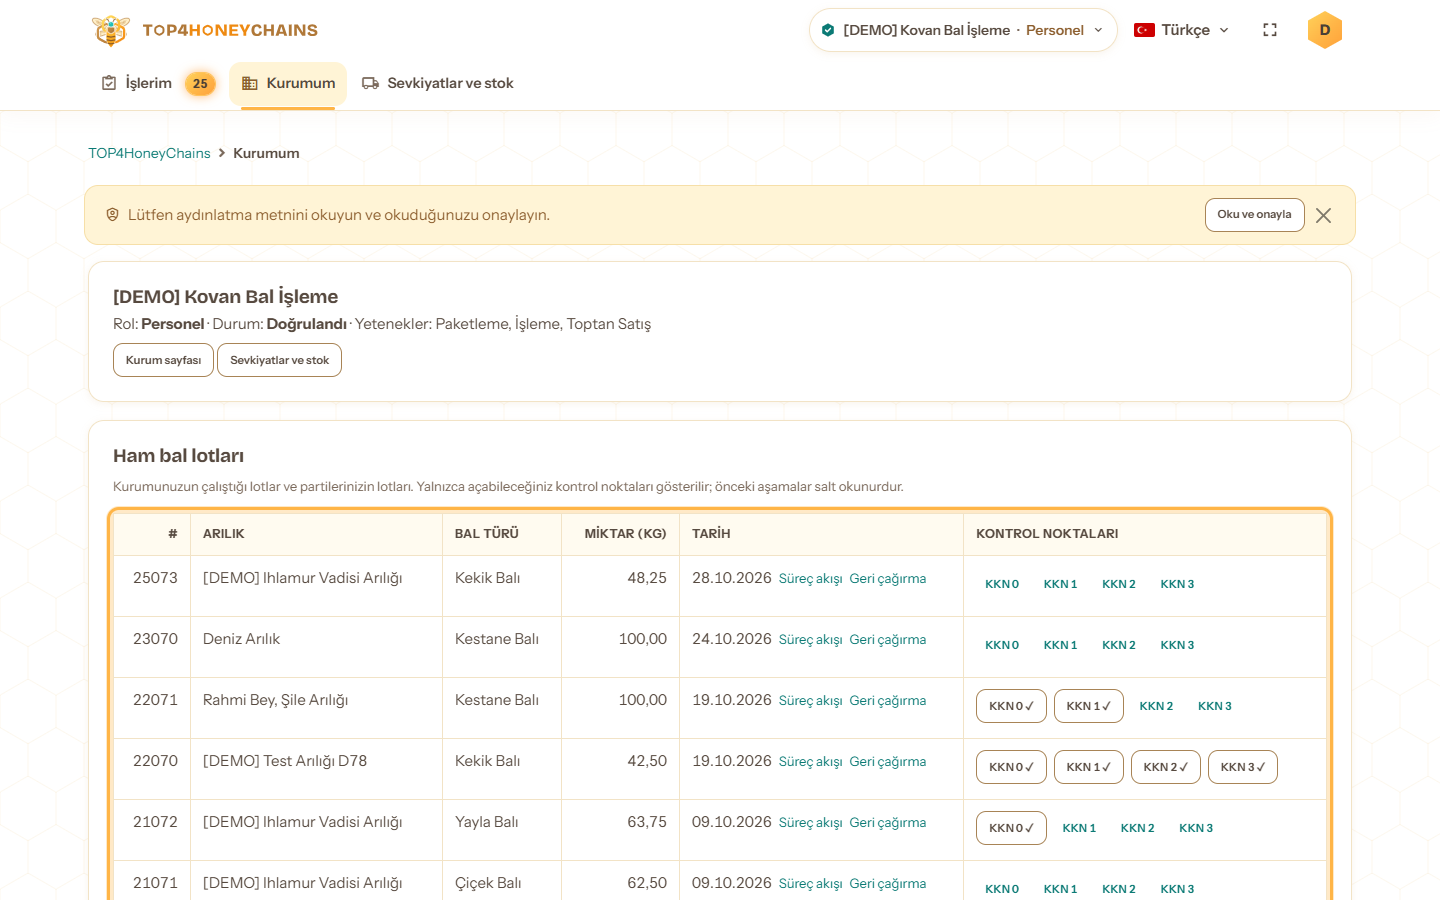 TOP4HONEYCHAINS
[DEMO] Kovan Bal İşleme · Personel
Türkçe
D
İşlerim 25
Kurumum
Sevkiyatlar ve stok
TOP4HoneyChains > Kurumum
Lütfen aydınlatma metnini okuyun ve okuduğunuzu onaylayın.
Oku ve onayla
[DEMO] Kovan Bal İşleme
Rol: Personel · Durum: Doğrulandı · Yetenekler: Paketleme, İşleme, Toptan Satış
Kurum sayfası Sevkiyatlar ve stok
Ham bal lotları
Kurumunuzun çalıştığı lotlar ve partilerinizin lotları. Yalnızca açabileceğiniz kontrol noktaları gösterilir; önceki aşamalar salt okunurdur.
# ARILIK BAL TÜRÜ MİKTAR (KG) TARİH KONTROL NOKTALARI
25073 [DEMO] Ihlamur Vadisi Arılığı Kekik Balı 48,25 28.10.2026 Süreç akışı Geri çağırma KKN 0 KKN 1 KKN 2 KKN 3
23070 Deniz Arılık Kestane Balı 100,00 24.10.2026 Süreç akışı Geri çağırma KKN 0 KKN 1 KKN 2 KKN 3
22071 Rahmi Bey, Şile Arılığı Kestane Balı 100,00 19.10.2026 Süreç akışı Geri çağırma KKN 0 ✓ KKN 1 ✓ KKN 2 KKN 3
22070 [DEMO] Test Arılığı D78 Kekik Balı 42,50 19.10.2026 Süreç akışı Geri çağırma KKN 0 ✓ KKN 1 ✓ KKN 2 ✓ KKN 3 ✓
21072 [DEMO] Ihlamur Vadisi Arılığı Yayla Balı 63,75 09.10.2026 Süreç akışı Geri çağırma KKN 0 ✓ KKN 1 KKN 2 KKN 3
21071 [DEMO] Ihlamur Vadisi Arılığı Çiçek Balı 62,50 09.10.2026 Süreç akışı Geri çağırma KKN 0 KKN 1 KKN 2 KKN 3